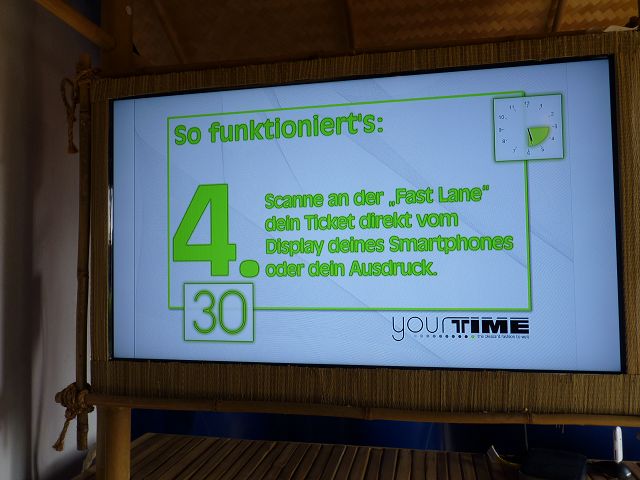 So funktioniert's:
4.
Scanne an der „Fast Lane“
dein Ticket direkt vom
Display deines Smartphones
oder dein Ausdruck.
30
yourTIME